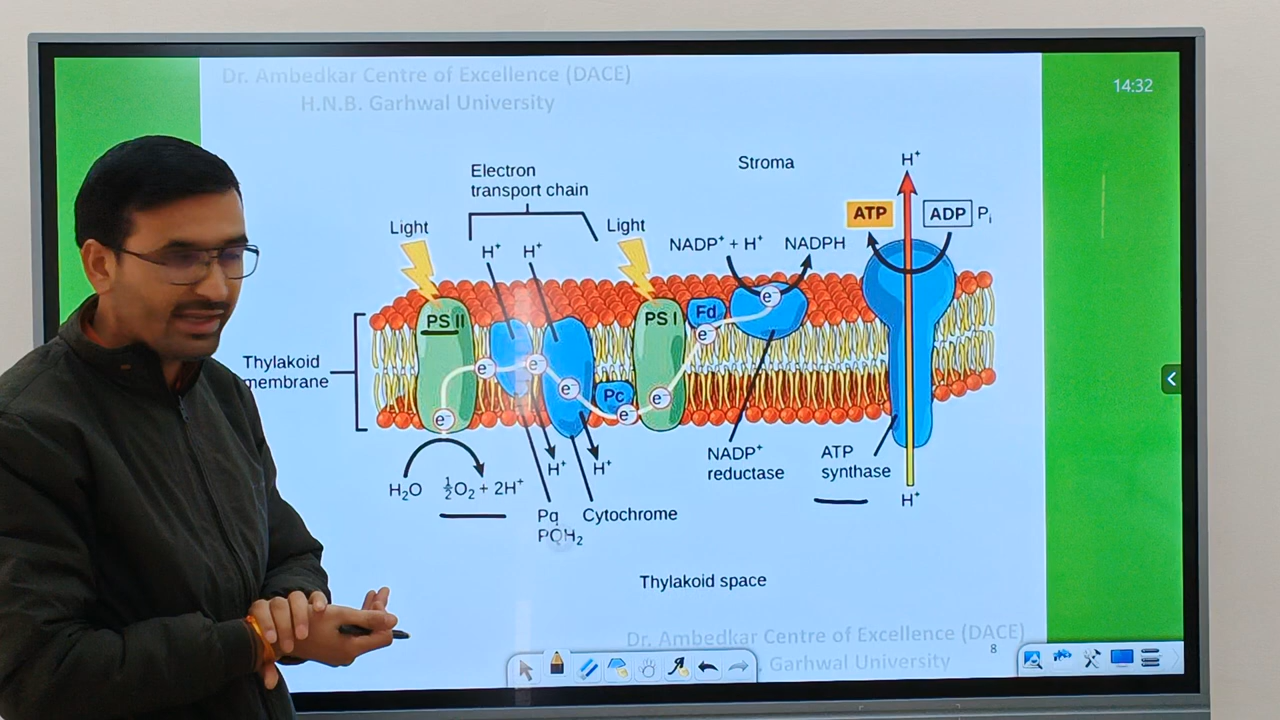 Dr. Ambedkar Centre of Excellence (DACE)
H.N.B. Garhwal University
14:32
Stroma
H⁺
Electron
transport chain
Light
Light
ATP
ADP Pᵢ
H⁺ H⁺
NADP⁺ + H⁺ NADPH
PS II
PS I
Fd
e⁻
e⁻
Thylakoid
membrane
e⁻
e⁻
e⁻
Pc
e⁻
e⁻
e⁻
H₂O ½O₂ + 2H⁺
H⁺
H⁺
NADP⁺
reductase
ATP
synthase
H⁺
Pq
PQH₂
Cytochrome
Thylakoid space
Dr. Ambedkar Centre of Excellence (DACE)
Garhwal University
8